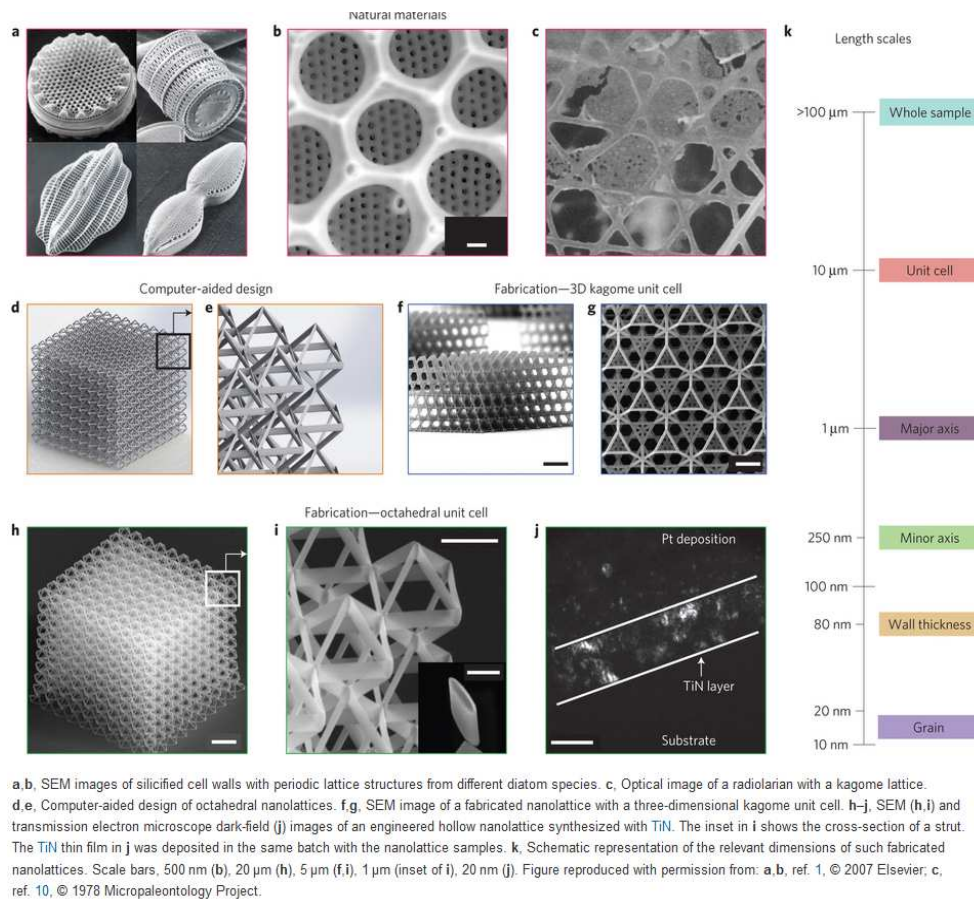 Natural materials
a
b
c
k
Length scales
>100 µm
Whole sample
10 µm
Unit cell
Computer-aided design
Fabrication—3D kagome unit cell
d
e
f
g
1 µm
Major axis
Fabrication—octahedral unit cell
h
i
j
Pt deposition
TiN layer
Substrate
250 nm
Minor axis
100 nm
80 nm
Wall thickness
20 nm
Grain
10 nm
a,b, SEM images of silicified cell walls with periodic lattice structures from different diatom species. c, Optical image of a radiolarian with a kagome lattice.
d,e, Computer-aided design of octahedral nanolattices. f,g, SEM image of a fabricated nanolattice with a three-dimensional kagome unit cell. h–j, SEM (h,i) and
transmission electron microscope dark-field (j) images of an engineered hollow nanolattice synthesized with TiN. The inset in i shows the cross-section of a strut.
The TiN thin film in j was deposited in the same batch with the nanolattice samples. k, Schematic representation of the relevant dimensions of such fabricated
nanolattices. Scale bars, 500 nm (b), 20 µm (h), 5 µm (f,i), 1 µm (inset of i), 20 nm (j). Figure reproduced with permission from: a,b, ref. 1, © 2007 Elsevier; c,
ref. 10, © 1978 Micropaleontology Project.